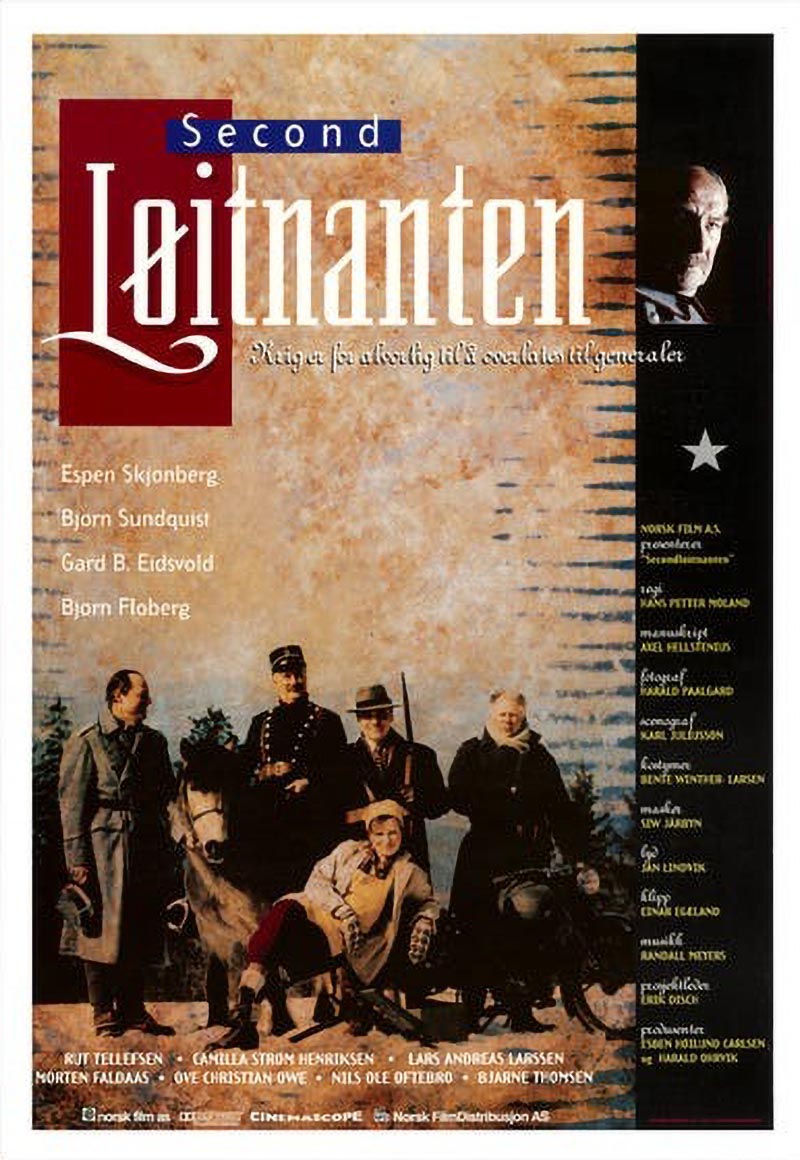 Second
Løitnanten
Krig er for alvorlig til å overlates til generaler
Espen Skjønberg
Bjørn Sundquist
Gard B. Eidsvold
Bjørn Floberg
NORSK FILM A.S.
presenterer
"Secondløitnanten"
regi
HANS PETTER MOLAND
manuskript
AXEL HELLSTENIUS
fotograf
HARALD PAALGARD
scenograf
KARL JULIUSSON
kostymer
BENTE WINTHER-LARSEN
masker
SIW JÄRBYN
lyd
JAN LINDVIK
klipp
EINAR EGELAND
musikk
RANDALL MEYERS
prosjektleder
ERIK DISCH
produsenter
ESBEN HØILUND CARLSEN
og HARALD OHRVIK
RUT TELLEFSEN • CAMILLA STRØM HENRIKSEN • LARS ANDREAS LARSSEN
MORTEN FALDAAS • OVE CHRISTIAN OWE • NILS OLE OFTEBRO • BJARNE THOMSEN
norsk film as CINEMASCOPE Norsk FilmDistribusjon AS